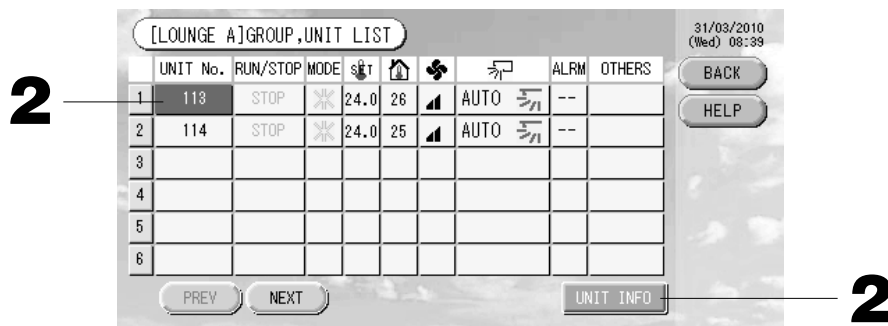 [LOUNGE A]GROUP,UNIT LIST
31/03/2010
(Wed) 08:39
UNIT No. RUN/STOP MODE SET ALRM OTHERS
BACK
2
1 113 STOP 24.0 26 AUTO --
HELP
2 114 STOP 24.0 25 AUTO --
3
4
5
6
PREV NEXT UNIT INFO
2